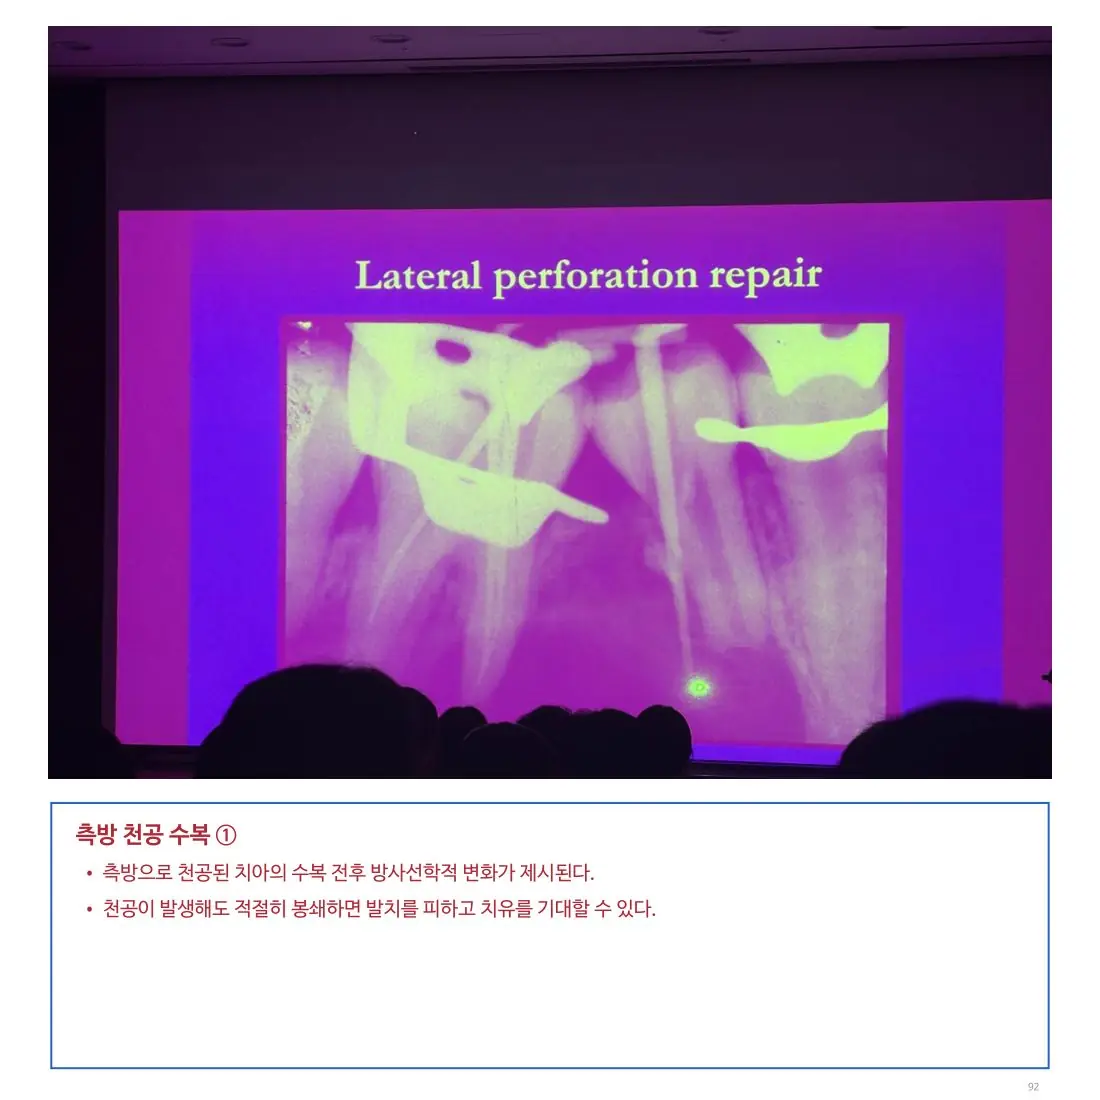 Lateral perforation repair
측방 천공 수복 ①
• 측방으로 천공된 치아의 수복 전후 방사선학적 변화가 제시된다.
• 천공이 발생해도 적절히 봉쇄하면 발치를 피하고 치유를 기대할 수 있다.
92